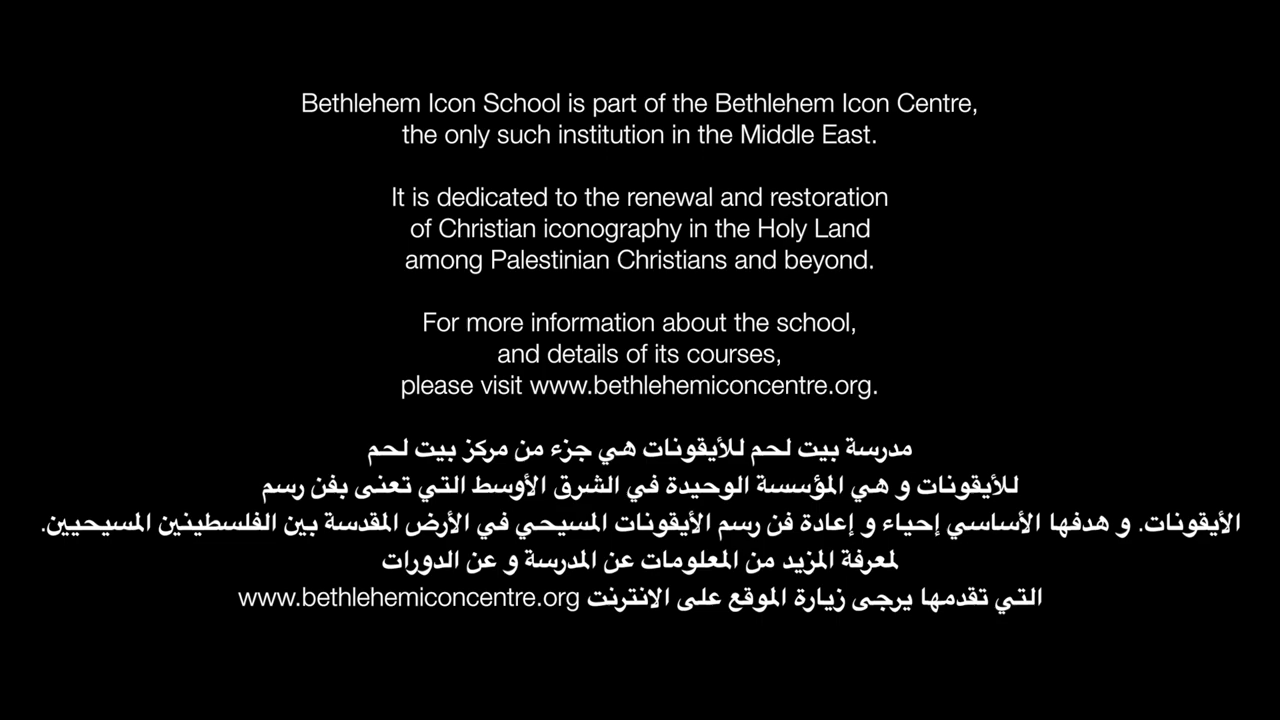 Bethlehem Icon School is part of the Bethlehem Icon Centre,
the only such institution in the Middle East.
It is dedicated to the renewal and restoration
of Christian iconography in the Holy Land
among Palestinian Christians and beyond.
For more information about the school,
and details of its courses,
please visit www.bethlehemiconcentre.org.
مدرسة بيت لحم للأيقونات هي جزء من مركز بيت لحم
للأيقونات و هي المؤسسة الوحيدة في الشرق الأوسط التي تعنى بفن رسم
الأيقونات. و هدفها الأساسي إحياء و إعادة فن رسم الأيقونات المسيحي في الأرض المقدسة بين الفلسطينين المسيحيين.
لمعرفة المزيد من المعلومات عن المدرسة و عن الدورات
التي تقدمها يرجى زيارة الموقع على الانترنت www.bethlehemiconcentre.org